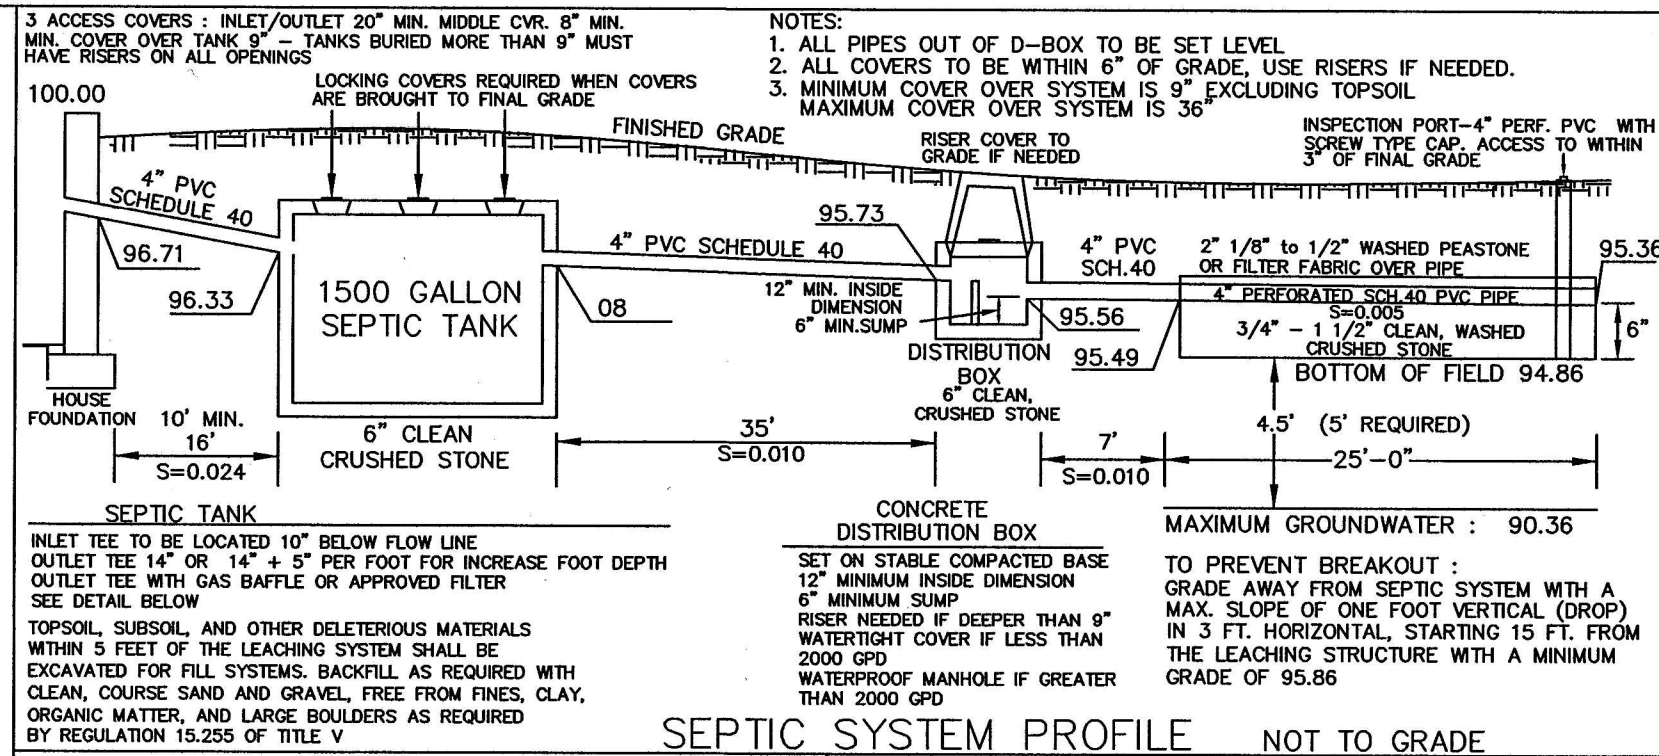 3 ACCESS COVERS : INLET/OUTLET 20" MIN. MIDDLE CVR. 8" MIN.
MIN. COVER OVER TANK 9" – TANKS BURIED MORE THAN 9" MUST
HAVE RISERS ON ALL OPENINGS
NOTES:
1. ALL PIPES OUT OF D–BOX TO BE SET LEVEL
2. ALL COVERS TO BE WITHIN 6" OF GRADE, USE RISERS IF NEEDED.
3. MINIMUM COVER OVER SYSTEM IS 9" EXCLUDING TOPSOIL
MAXIMUM COVER OVER SYSTEM IS 36"
100.00
LOCKING COVERS REQUIRED WHEN COVERS
ARE BROUGHT TO FINAL GRADE
FINISHED GRADE
RISER COVER TO
GRADE IF NEEDED
INSPECTION PORT–4" PERF. PVC WITH
SCREW TYPE CAP. ACCESS TO WITHIN
3" OF FINAL GRADE
4" PVC
SCHEDULE 40
96.71
96.33
1500 GALLON
SEPTIC TANK
4" PVC SCHEDULE 40
08
95.73
12" MIN. INSIDE
DIMENSION
6" MIN.SUMP
4" PVC
SCH.40
95.56
95.49
2" 1/8" to 1/2" WASHED PEASTONE
OR FILTER FABRIC OVER PIPE
4" PERFORATED SCH.40 PVC PIPE
S=0.005
3/4" – 1 1/2" CLEAN, WASHED
CRUSHED STONE
95.36
6"
BOTTOM OF FIELD 94.86
HOUSE
FOUNDATION
10' MIN.
16'
S=0.024
6" CLEAN
CRUSHED STONE
35'
S=0.010
DISTRIBUTION
BOX
6" CLEAN,
CRUSHED STONE
7'
S=0.010
4.5' (5' REQUIRED)
25'–0"
SEPTIC TANK
INLET TEE TO BE LOCATED 10" BELOW FLOW LINE
OUTLET TEE 14" OR 14" + 5" PER FOOT FOR INCREASE FOOT DEPTH
OUTLET TEE WITH GAS BAFFLE OR APPROVED FILTER
SEE DETAIL BELOW
TOPSOIL, SUBSOIL, AND OTHER DELETERIOUS MATERIALS
WITHIN 5 FEET OF THE LEACHING SYSTEM SHALL BE
EXCAVATED FOR FILL SYSTEMS. BACKFILL AS REQUIRED WITH
CLEAN, COURSE SAND AND GRAVEL, FREE FROM FINES, CLAY,
ORGANIC MATTER, AND LARGE BOULDERS AS REQUIRED
BY REGULATION 15.255 OF TITLE V
CONCRETE
DISTRIBUTION BOX
SET ON STABLE COMPACTED BASE
12" MINIMUM INSIDE DIMENSION
6" MINIMUM SUMP
RISER NEEDED IF DEEPER THAN 9"
WATERTIGHT COVER IF LESS THAN
2000 GPD
WATERPROOF MANHOLE IF GREATER
THAN 2000 GPD
MAXIMUM GROUNDWATER : 90.36
TO PREVENT BREAKOUT :
GRADE AWAY FROM SEPTIC SYSTEM WITH A
MAX. SLOPE OF ONE FOOT VERTICAL (DROP)
IN 3 FT. HORIZONTAL, STARTING 15 FT. FROM
THE LEACHING STRUCTURE WITH A MINIMUM
GRADE OF 95.86
SEPTIC SYSTEM PROFILE NOT TO GRADE